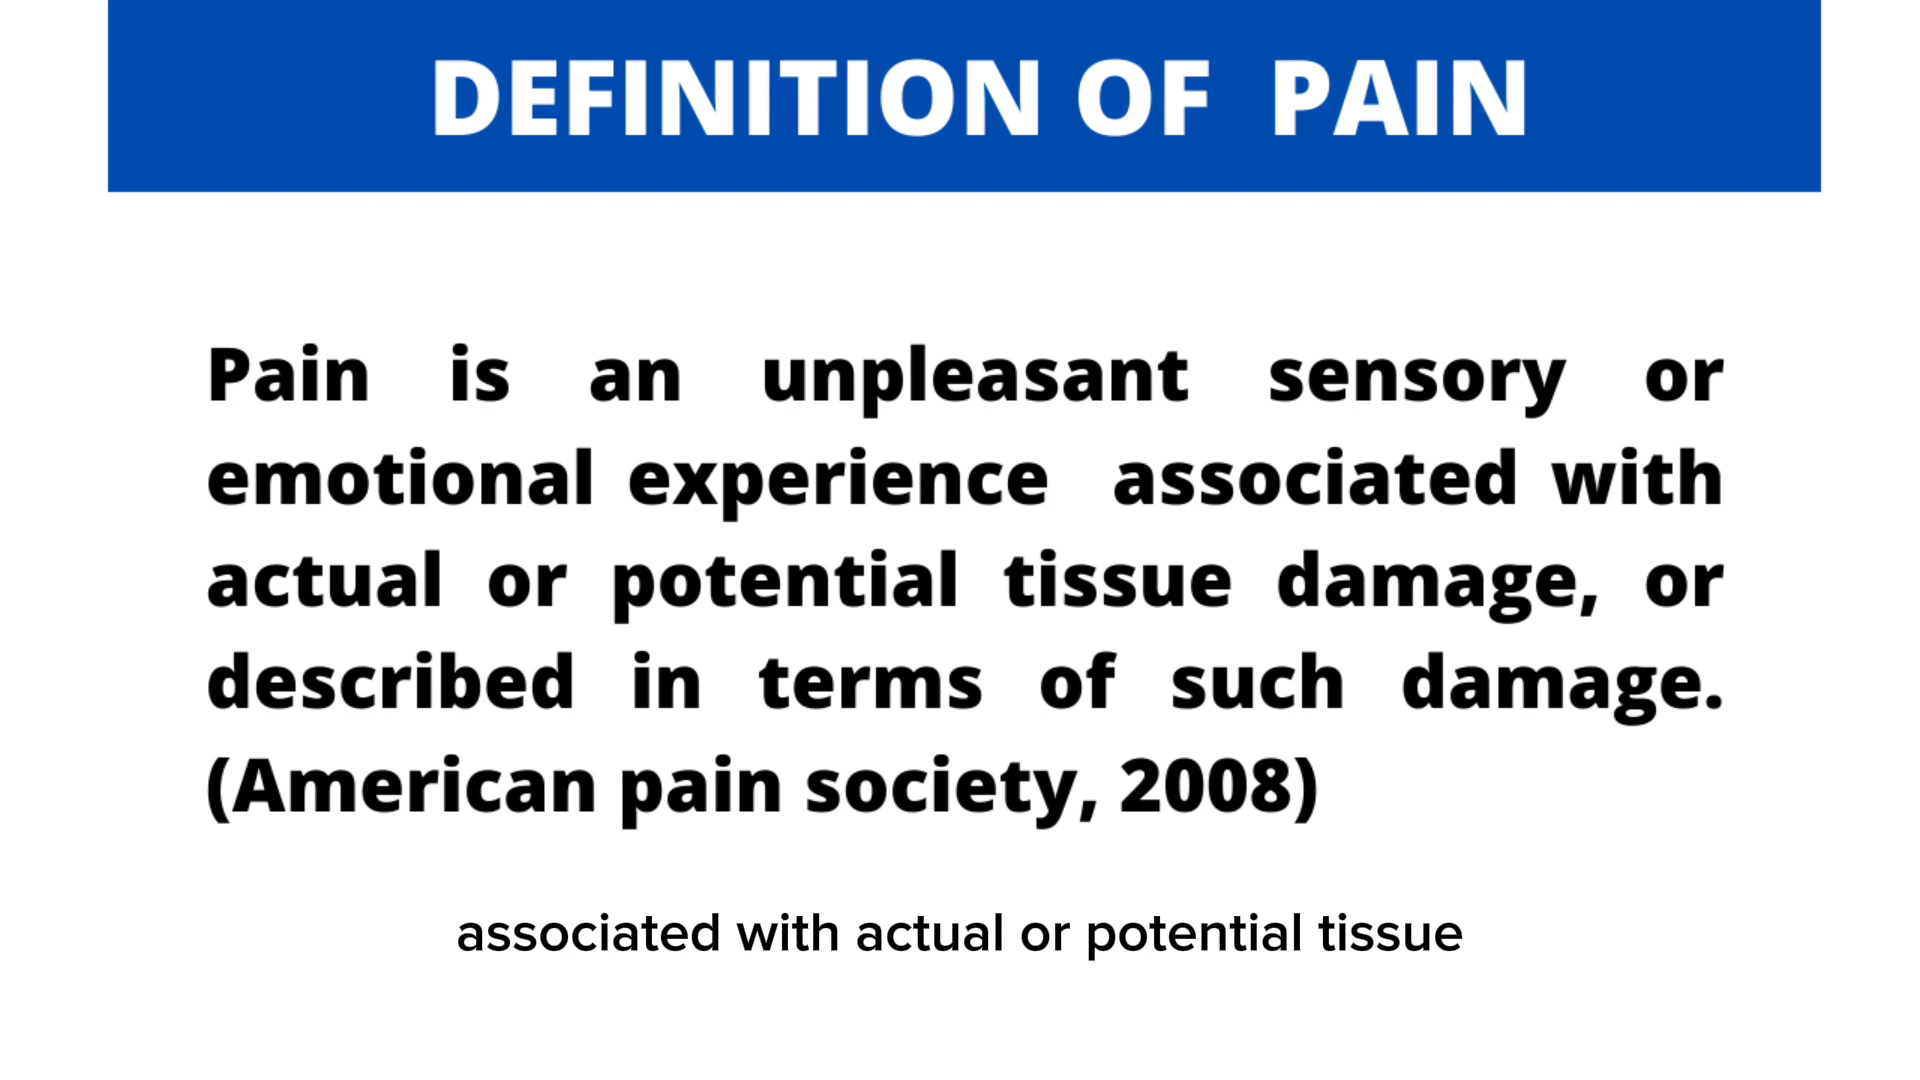 DEFINITION OF PAIN
Pain is an unpleasant sensory or
emotional experience associated with
actual or potential tissue damage, or
described in terms of such damage.
(American pain society, 2008)
associated with actual or potential tissue